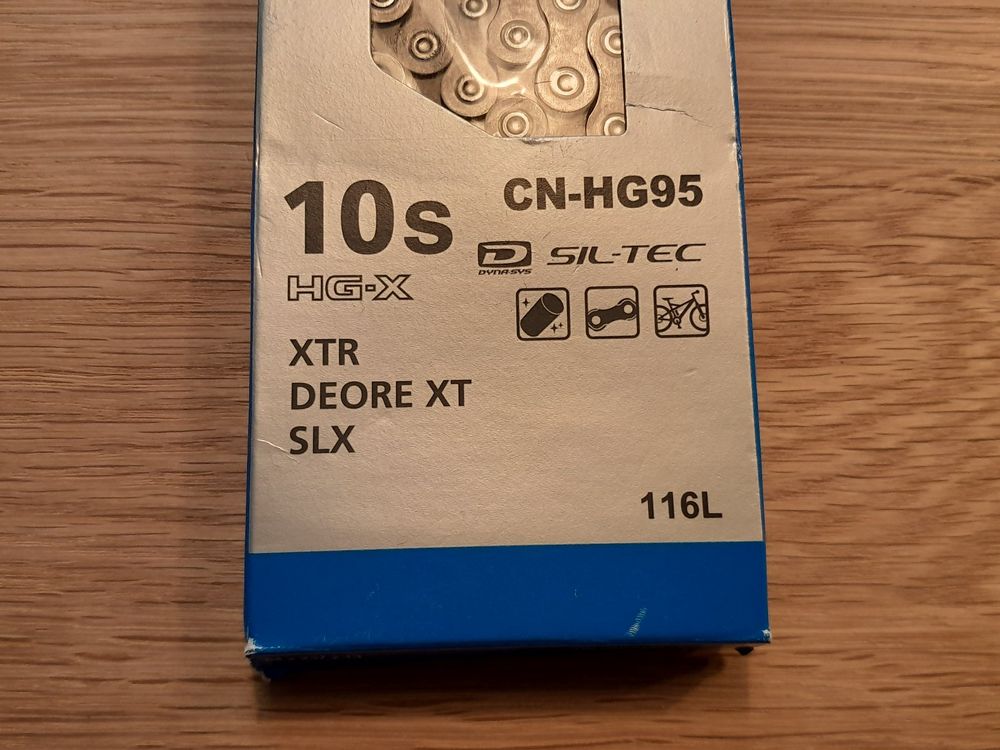 10s
CN-HG95
D
DYNA-SYS
SIL-TEC
HG-X
XTR
DEORE XT
SLX
116L